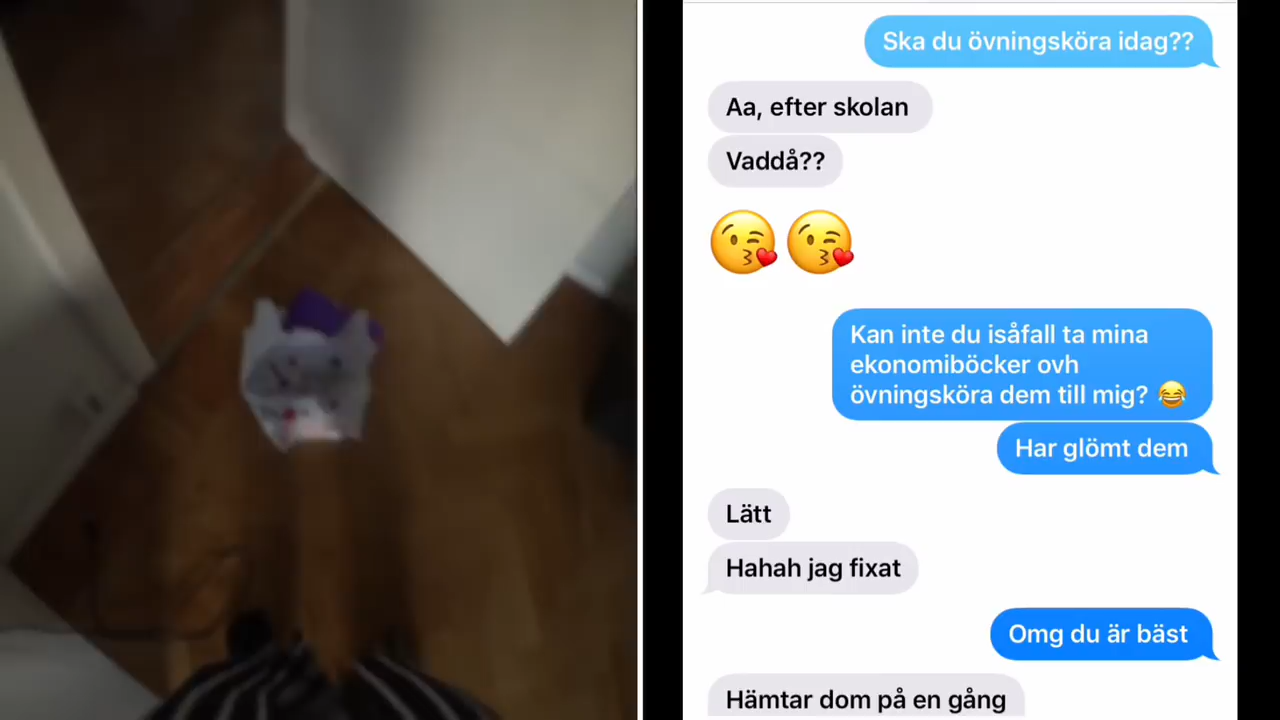 Ska du övningsköra idag??
Aa, efter skolan
Vaddå??
😘😘
Kan inte du isåfall ta mina
ekonomiböcker ovh
övningsköra dem till mig? 😂
Har glömt dem
Lätt
Hahah jag fixat
Omg du är bäst
Hämtar dom på en gång